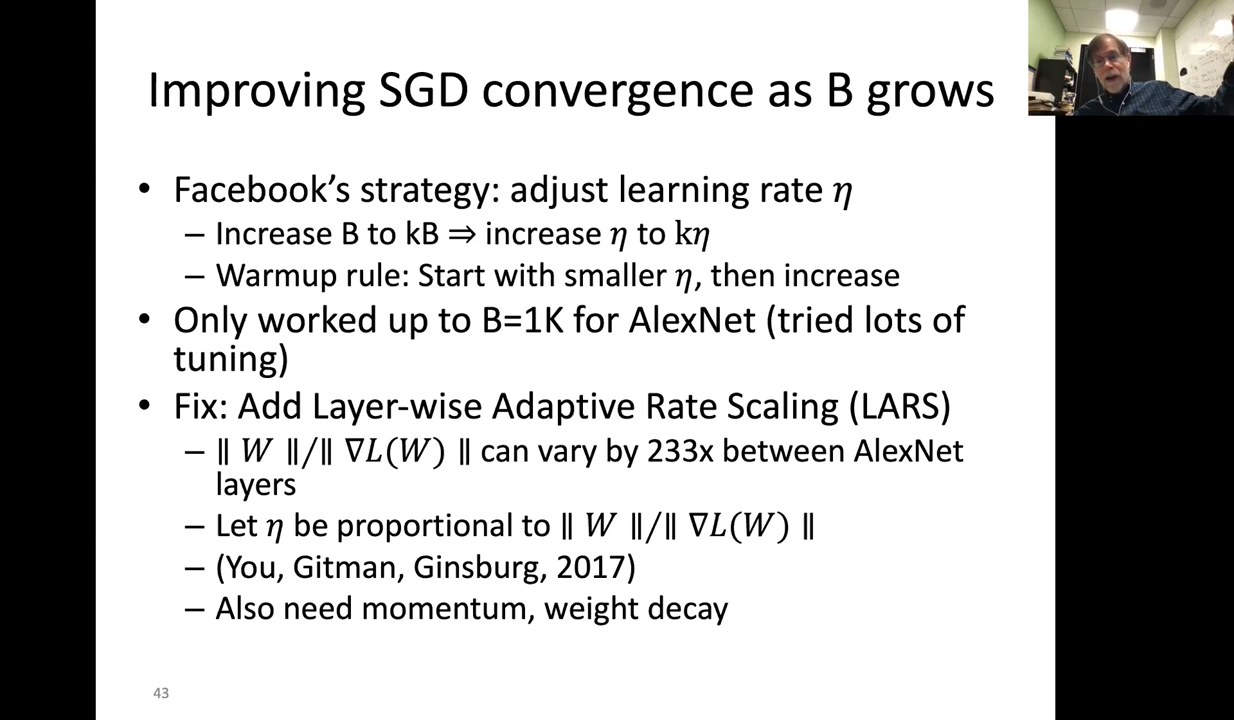 Improving SGD convergence as B grows
• Facebook's strategy: adjust learning rate η
– Increase B to kB ⇒ increase η to kη
– Warmup rule: Start with smaller η, then increase
• Only worked up to B=1K for AlexNet (tried lots of
tuning)
• Fix: Add Layer-wise Adaptive Rate Scaling (LARS)
– ‖ W ‖/‖ ∇L(W) ‖ can vary by 233x between AlexNet
layers
– Let η be proportional to ‖ W ‖/‖ ∇L(W) ‖
– (You, Gitman, Ginsburg, 2017)
– Also need momentum, weight decay
43